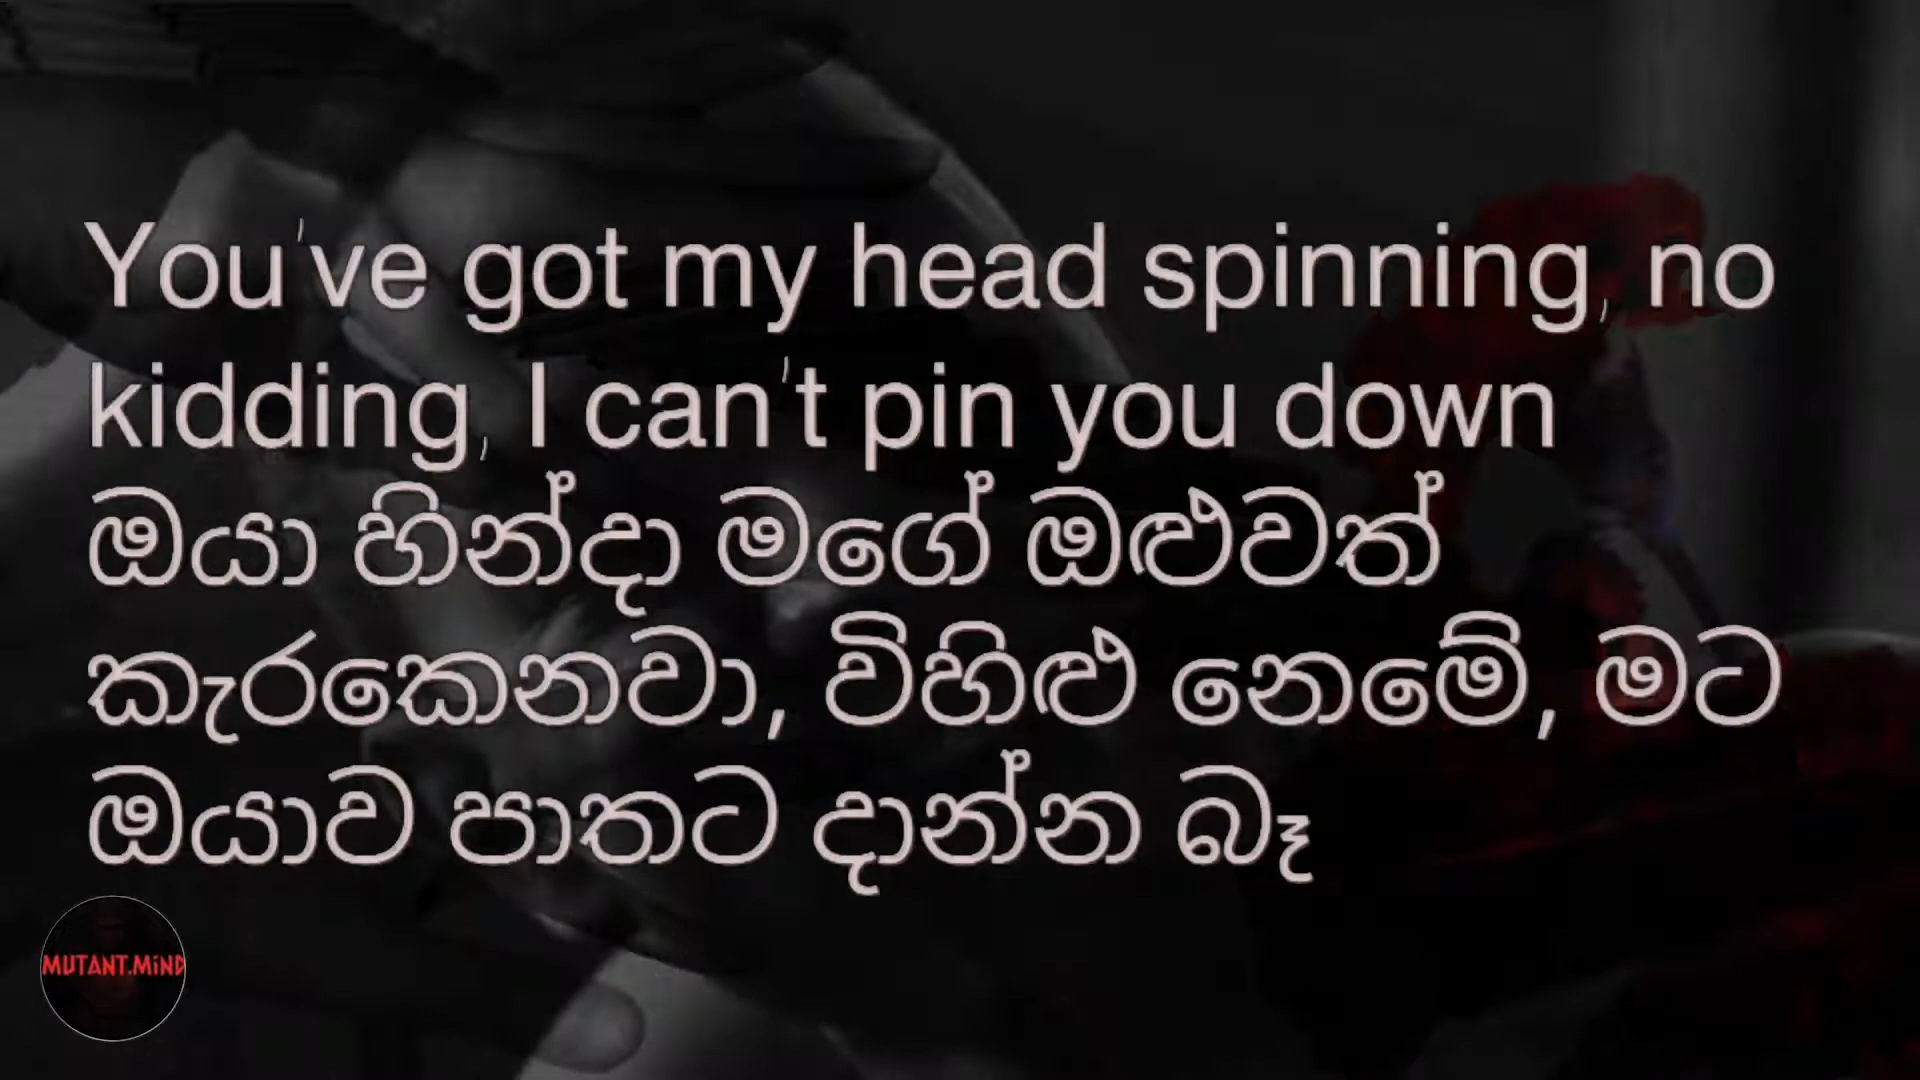 You've got my head spinning, no
kidding, I can't pin you down
ඔයා හින්දා මගේ ඔළුවත්
කැරකෙනවා, විහිළු නෙමේ, මට
ඔයාව පාතට දාන්න බෑ
MUTANT.MiND